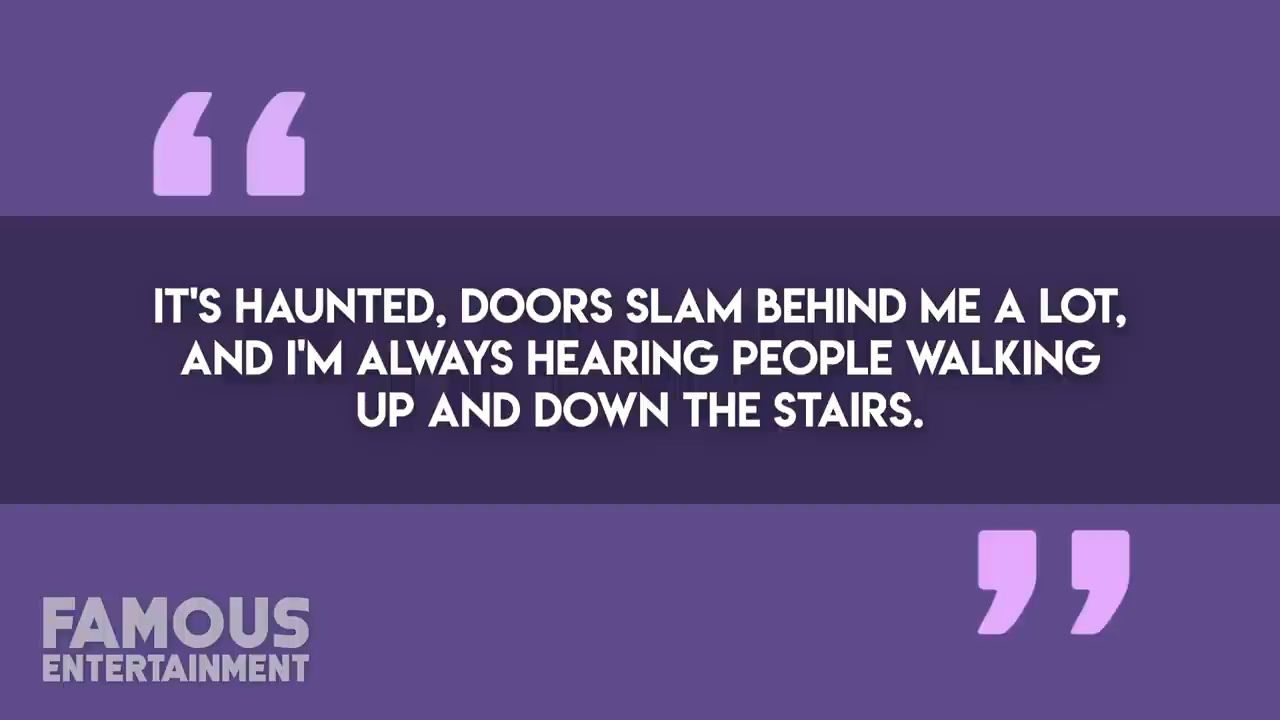 IT'S HAUNTED, DOORS SLAM BEHIND ME A LOT,
AND I'M ALWAYS HEARING PEOPLE WALKING
UP AND DOWN THE STAIRS.
FAMOUS
ENTERTAINMENT